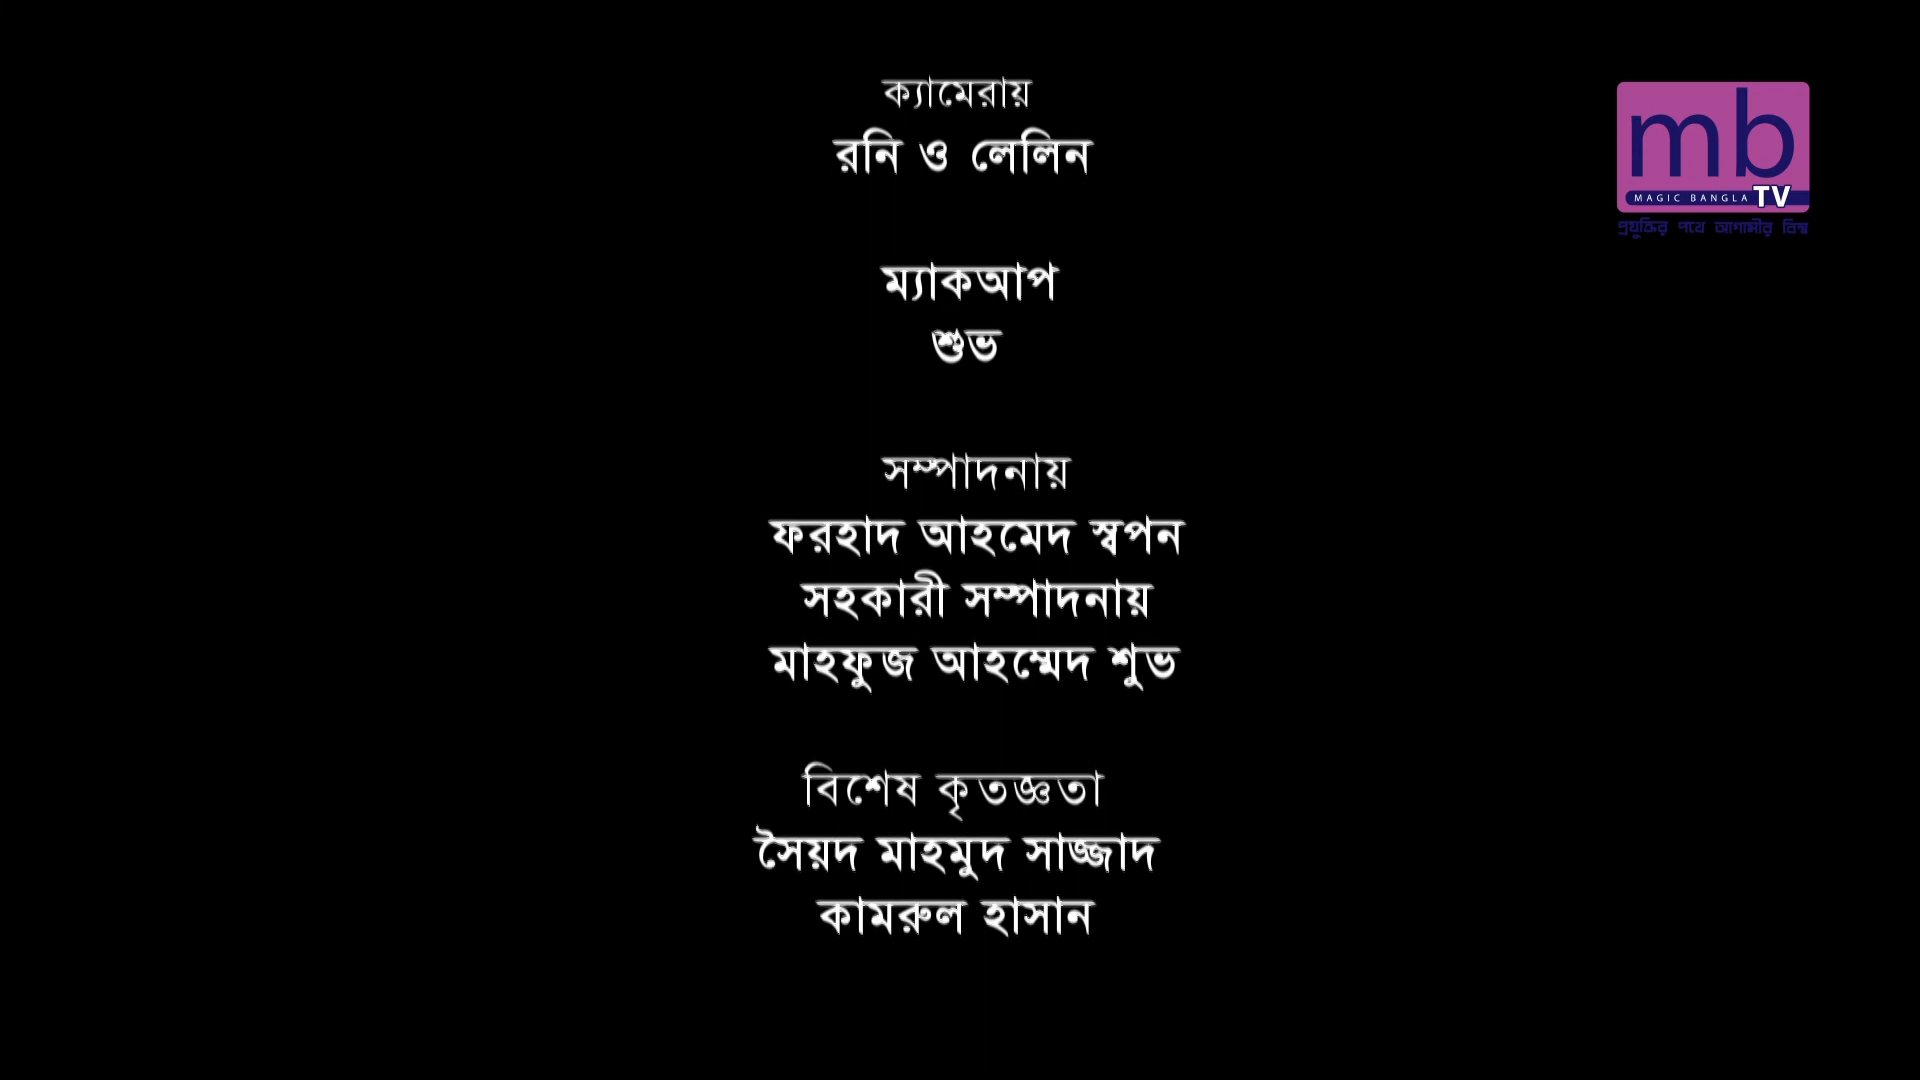 ক্যামেরায়
রনি ও লেলিন
ম্যাকআপ
শুভ
সম্পাদনায়
ফরহাদ আহমেদ স্বপন
সহকারী সম্পাদনায়
মাহফুজ আহম্মেদ শুভ
বিশেষ কৃতজ্ঞতা
সৈয়দ মাহমুদ সাজ্জাদ
কামরুল হাসান
mb
MAGIC BANGLA TV
প্রযুক্তির পথে আগামীর বিশ্ব